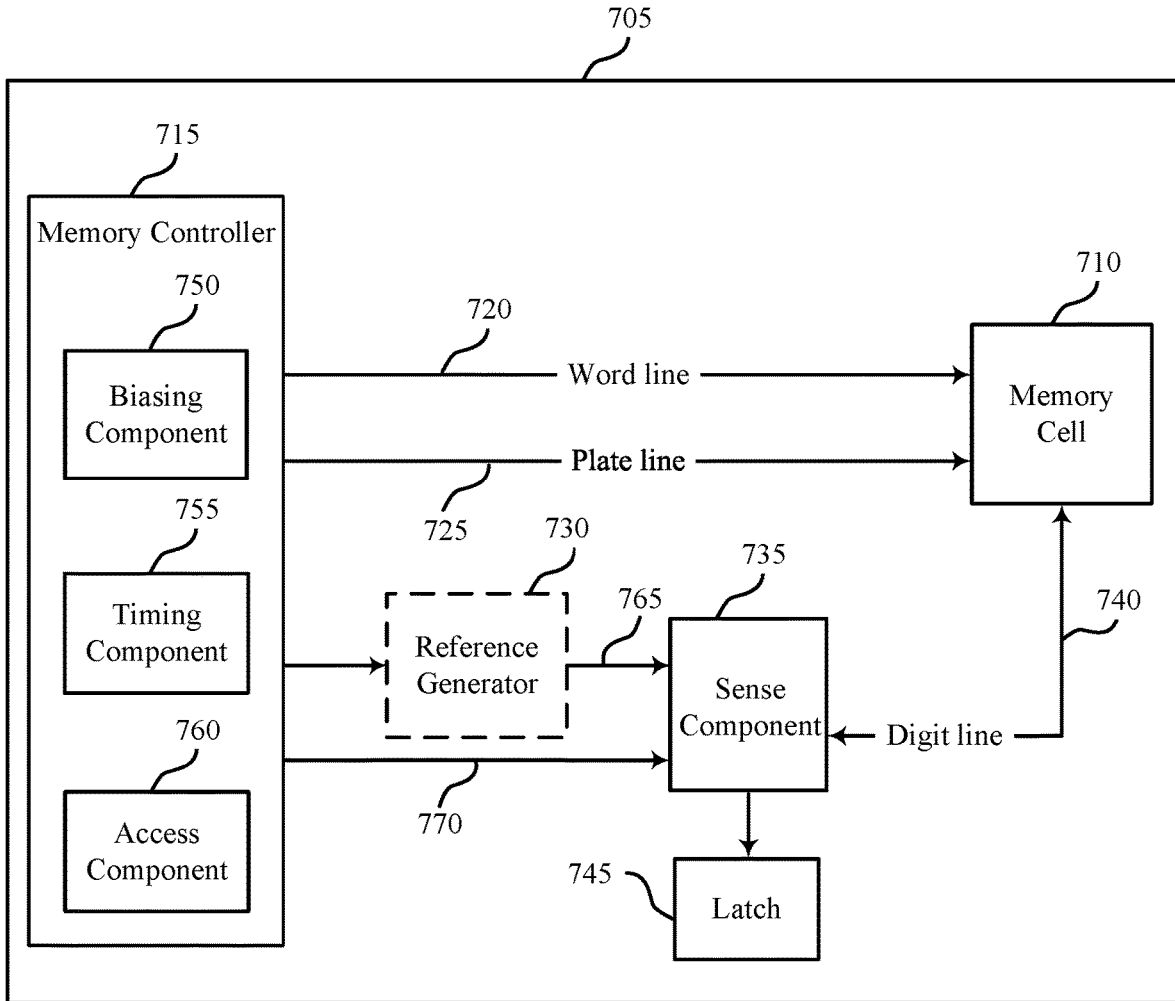 705
715
Memory Controller
750
Biasing
Component
755
Timing
Component
760
Access
Component
720
Word line
Plate line
725
710
Memory
Cell
730
Reference
Generator
765
735
Sense
Component
740
Digit line
770
745
Latch